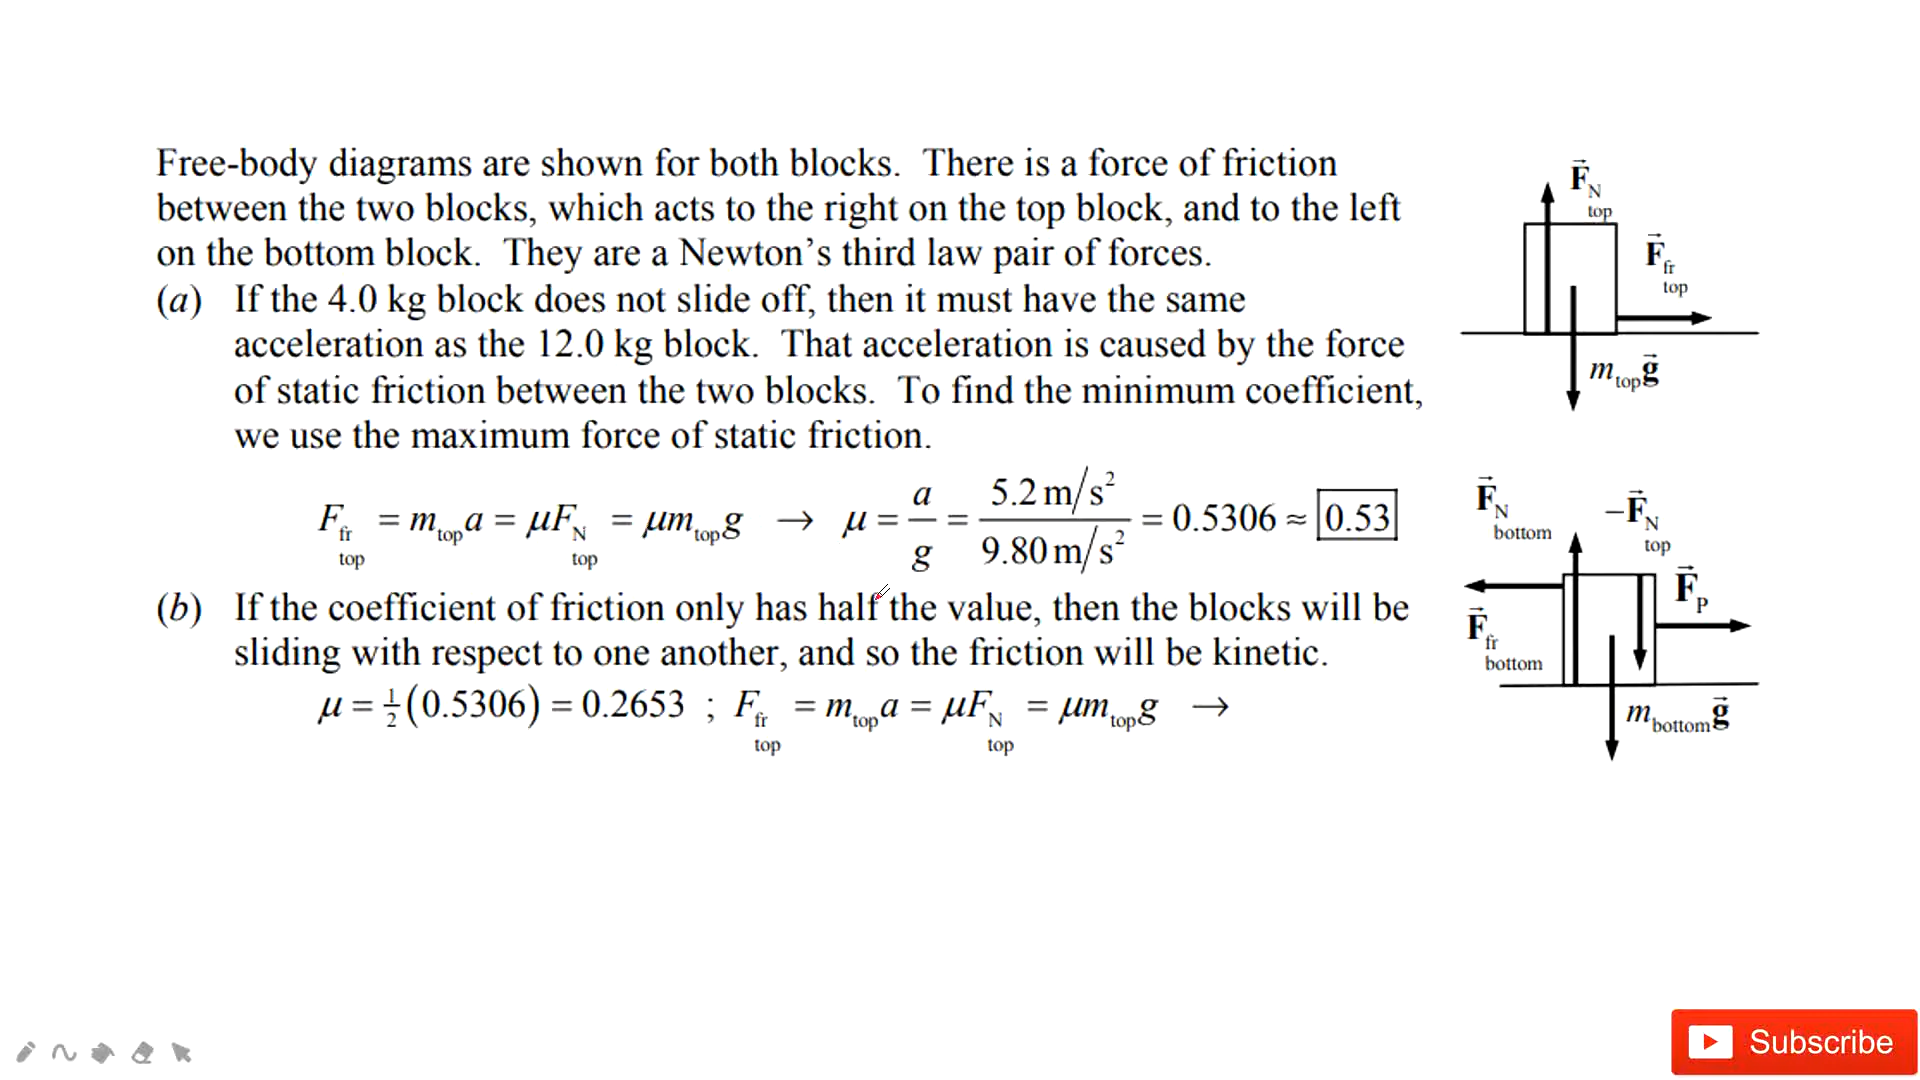 Free-body diagrams are shown for both blocks. There is a force of friction
between the two blocks, which acts to the right on the top block, and to the left
on the bottom block. They are a Newton’s third law pair of forces.
(a) If the 4.0 kg block does not slide off, then it must have the same
acceleration as the 12.0 kg block. That acceleration is caused by the force
of static friction between the two blocks. To find the minimum coefficient,
we use the maximum force of static friction.
F_fr top = m_top a = μF_N top = μm_top g → μ = a/g = 5.2 m/s² / 9.80 m/s² = 0.5306 ≈ 0.53
(b) If the coefficient of friction only has half the value, then the blocks will be
sliding with respect to one another, and so the friction will be kinetic.
μ = ½(0.5306) = 0.2653 ; F_fr top = m_top a = μF_N top = μm_top g →
F⃗_N top
F⃗_fr top
m_top g⃗
F⃗_N bottom
−F⃗_N top
F⃗_P
F⃗_fr bottom
m_bottom g⃗
Subscribe